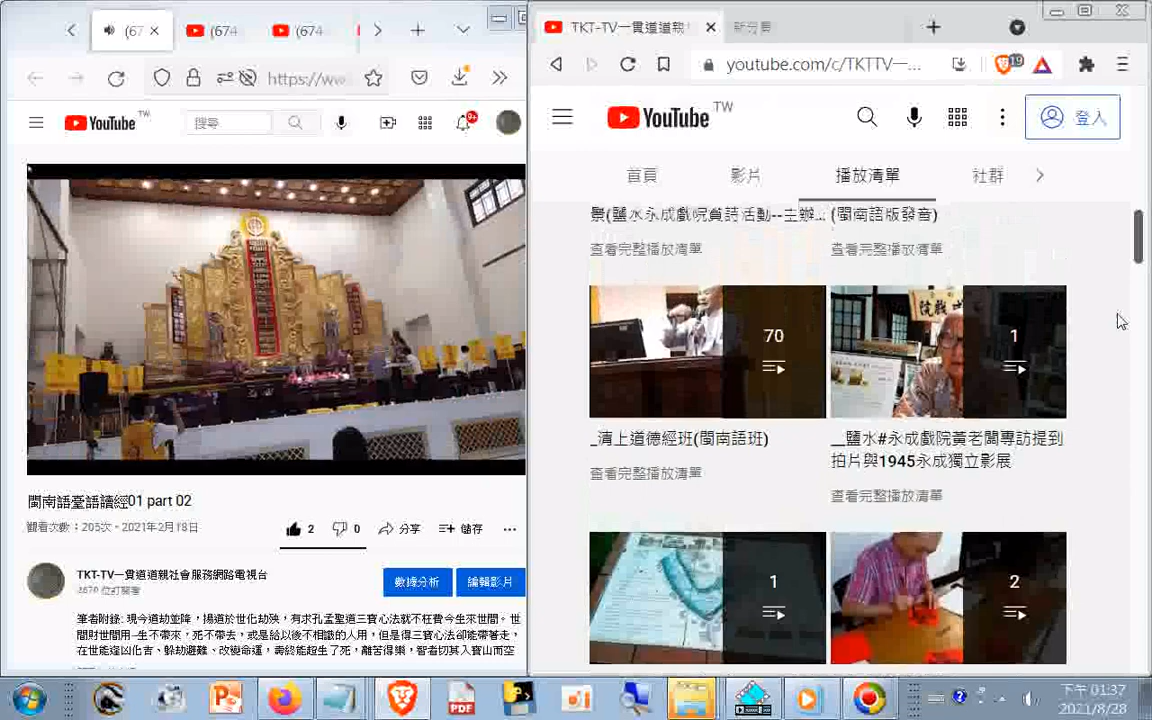 (67
(674
(674
https://ww
YouTube TW
搜尋
9+
閩南語臺語讀經01 part 02
觀看次數：205次・2021年2月18日
2
0
分享
儲存
TKT-TV一貫道道親社會服務網路電視台
數據分析
編輯影片
筆者附錄: 現今道劫並降，揚道於世化劫殃，有求孔孟聖道三寶心法就不枉費今生來世間。世
間財世間用一生不帶來，死不帶去，或是給以後不相識的人用，但是得三寶心法卻能帶著走，
在世能逢凶化吉、躲劫避難、改變命運，壽終能超生了死，離苦得樂，智者切其入寶山而空
TKT-TV一貫道道親
新分頁
youtube.com/c/TKTTV一...
19
YouTube TW
登入
首頁
影片
播放清單
社群
景(鹽水永成戲院賞詩活動--主辦...
(閩南語版發音)
查看完整播放清單
查看完整播放清單
70
1
_清上道德經班(閩南語班)
__鹽水#永成戲院黃老闆專訪提到
拍片與1945永成獨立影展
查看完整播放清單
查看完整播放清單
1
2
PDF
下午 01:37
2021/8/28